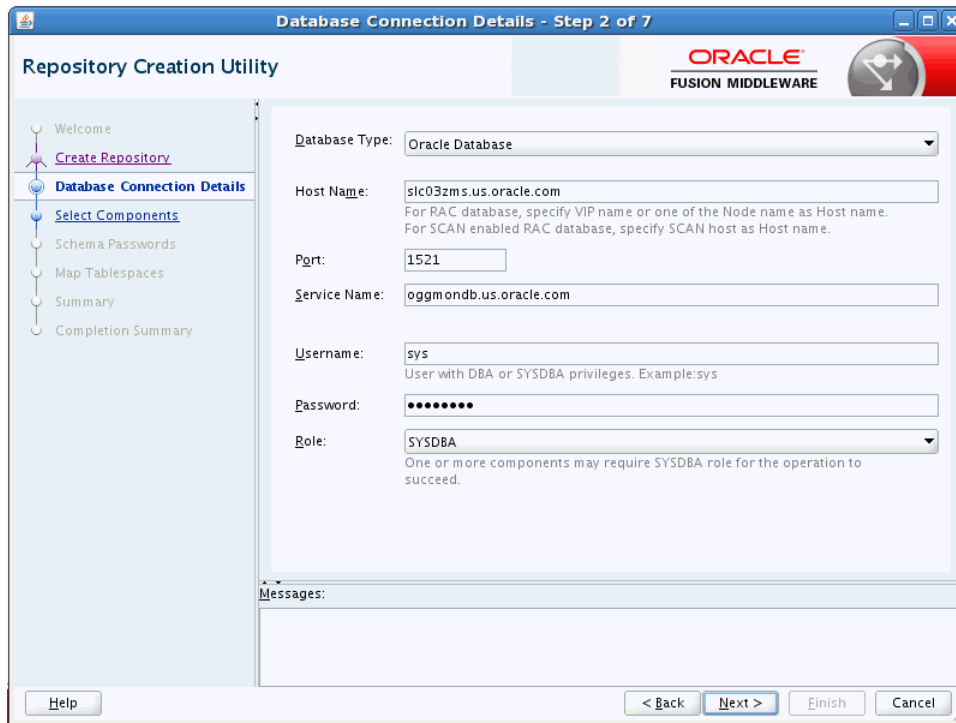 Database Connection Details - Step 2 of 7
Repository Creation Utility
ORACLE
FUSION MIDDLEWARE
Welcome
Create Repository
Database Connection Details
Select Components
Schema Passwords
Map Tablespaces
Summary
Completion Summary
Database Type: Oracle Database
Host Name: slc03zms.us.oracle.com
For RAC database, specify VIP name or one of the Node name as Host name.
For SCAN enabled RAC database, specify SCAN host as Host name.
Port: 1521
Service Name: oggmondb.us.oracle.com
Username: sys
User with DBA or SYSDBA privileges. Example:sys
Password: ••••••••
Role: SYSDBA
One or more components may require SYSDBA role for the operation to
succeed.
Messages:
Help
< Back
Next >
Finish
Cancel